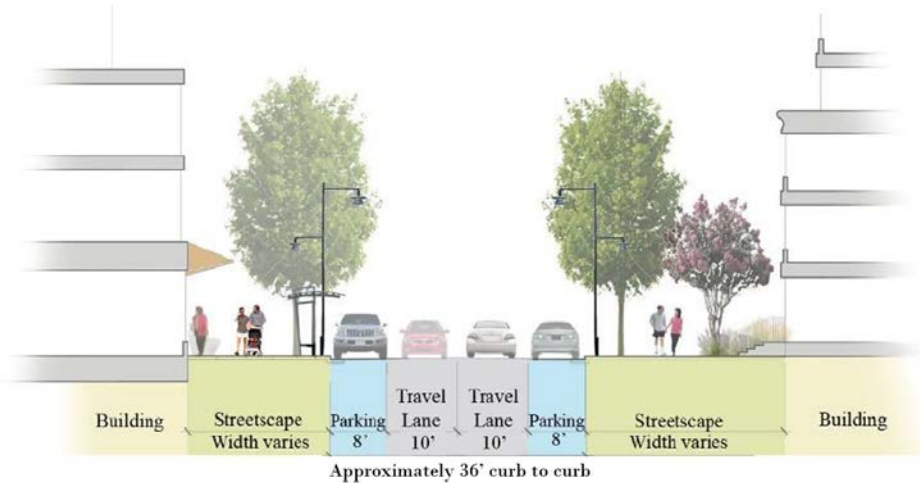 Building
Streetscape
Width varies
Parking
8’
Travel
Lane
10’
Travel
Lane
10’
Parking
8’
Streetscape
Width varies
Building
Approximately 36’ curb to curb